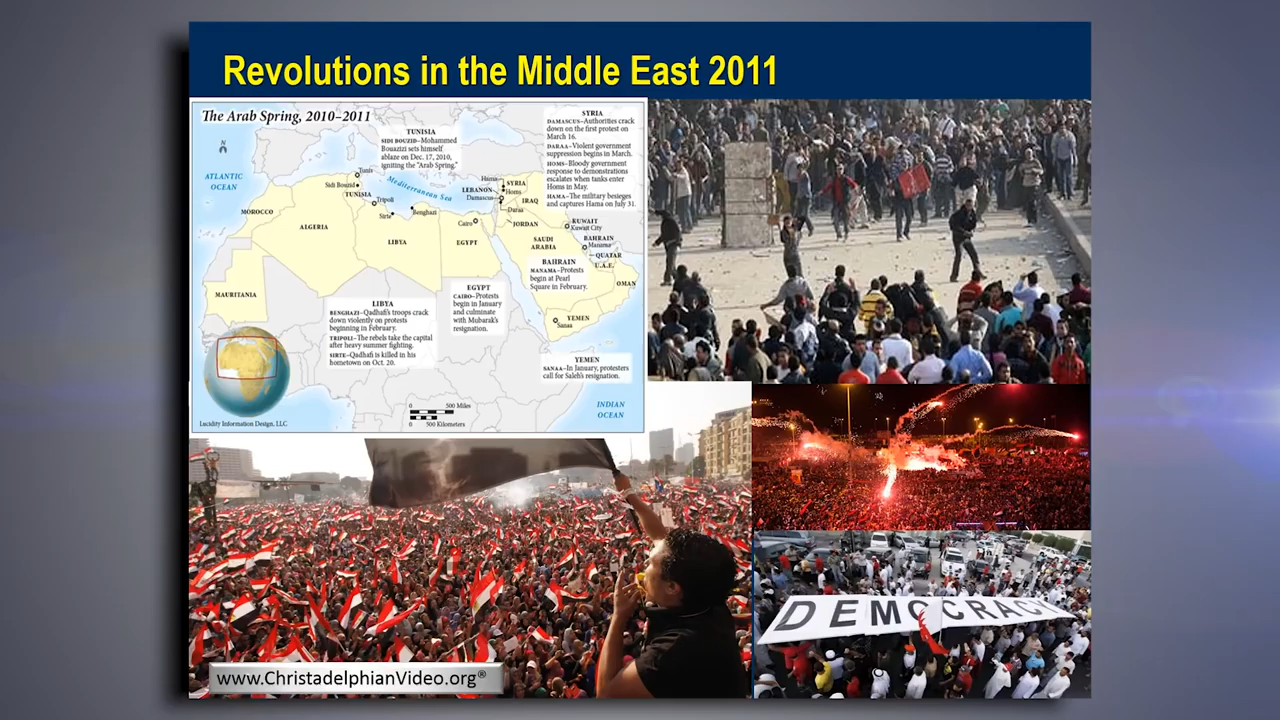 Revolutions in the Middle East 2011
The Arab Spring, 2010–2011
N
ATLANTIC
OCEAN
TUNISIA
SIDI BOUZID–Mohammed
Bouazizi sets himself
ablaze on Dec. 17, 2010,
igniting the "Arab Spring."
SYRIA
DAMASCUS–Authorities crack
down on the first protest on
March 16.
DARAA–Violent government
suppression begins in March.
HOMS–Bloody government
response to demonstrations
escalates when tanks enter
Homs in May.
HAMA–The military besieges
and captures Hama on July 31.
Tunis
Sidi Bouzid
TUNISIA
Mediterranean Sea
Tripoli
Sirte
Benghazi
Hama
SYRIA
Homs
LEBANON
Damascus
IRAQ
Daraa
Cairo
JORDAN
KUWAIT
Kuwait City
MOROCCO
ALGERIA
LIBYA
EGYPT
SAUDI
ARABIA
BAHRAIN
Manama
QUATAR
U.A.E.
OMAN
BAHRAIN
MANAMA–Protests
begin at Pearl
Square in February.
MAURITANIA
LIBYA
BENGHAZI–Qadhafi's troops crack
down violently on protests
beginning in February.
TRIPOLI–The rebels take the capital
after heavy summer fighting.
SIRTE–Qadhafi is killed in his
hometown on Oct. 20.
EGYPT
CAIRO–Protests
begin in January
and culminate
with Mubarak's
resignation.
YEMEN
Sanaa
YEMEN
SANAA–In January, protesters
call for Saleh's resignation.
0 500 Miles
0 500 Kilometers
INDIAN
OCEAN
Lucidity Information Design, LLC
DEMOCRACY
www.ChristadelphianVideo.org®